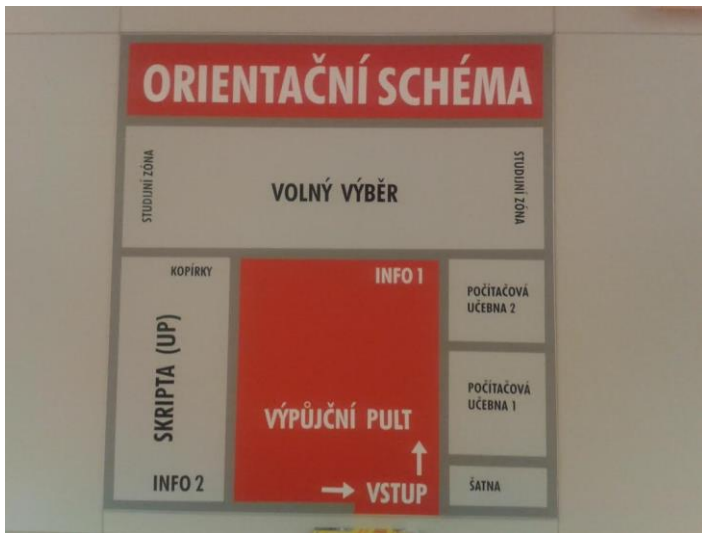 ORIENTAČNÍ SCHÉMA
STUDIJNÍ ZÓNA
VOLNÝ VÝBĚR
STUDIJNÍ ZÓNA
KOPÍRKY
SKRIPTA (UP)
INFO 2
INFO 1
VÝPŮJČNÍ PULT
VSTUP
POČÍTAČOVÁ
UČEBNA 2
POČÍTAČOVÁ
UČEBNA 1
ŠATNA